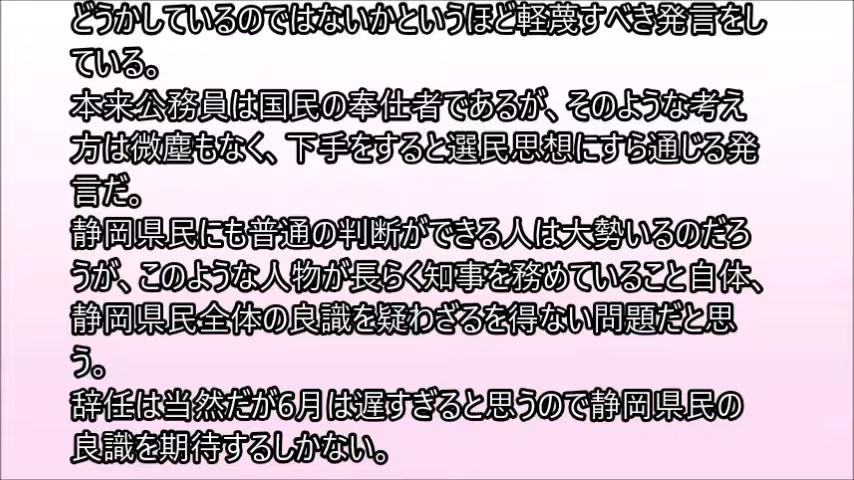 どうかしているのではないかというほど軽蔑すべき発言をし
ている。
本来公務員は国民の奉仕者であるが、そのような考え
方は微塵もなく、下手をすると選民思想にすら通じる発
言だ。
静岡県民にも普通の判断ができる人は大勢いるのだろ
うが、このような人物が長らく知事を務めていること自体、
静岡県民全体の良識を疑わざるを得ない問題だと思
う。
辞任は当然だが6月は遅すぎると思うので静岡県民の
良識を期待するしかない。